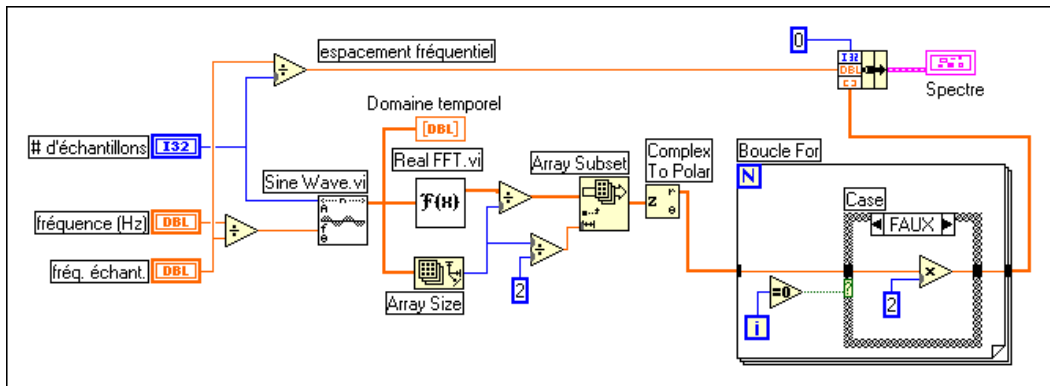 espacement fréquentiel
0
I32
DBL
[ ]
Spectre
Domaine temporel
[DBL]
# d'échantillons
I32
Real FFT.vi
Array Subset
Complex
To Polar
Boucle For
N
Sine Wave.vi
A
f
θ
F(x)
÷
z
r
θ
Case
FAUX
fréquence (Hz)
DBL
÷
÷
2
fréq. échant.
DBL
Array Size
=0
?
2
×
i